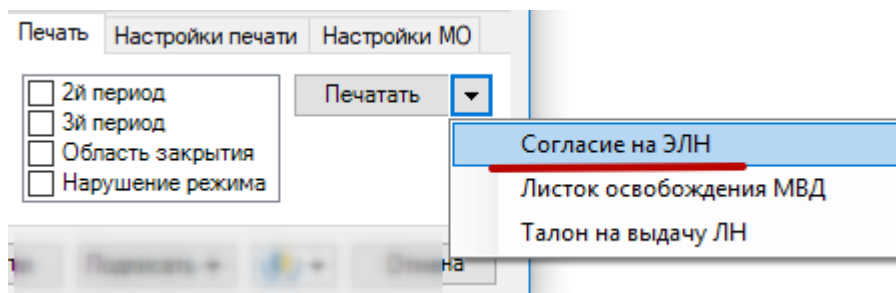 Печать Настройки печати Настройки МО
2й период
3й период
Область закрытия
Нарушение режима
Печатать
Согласие на ЭЛН
Листок освобождения МВД
Талон на выдачу ЛН